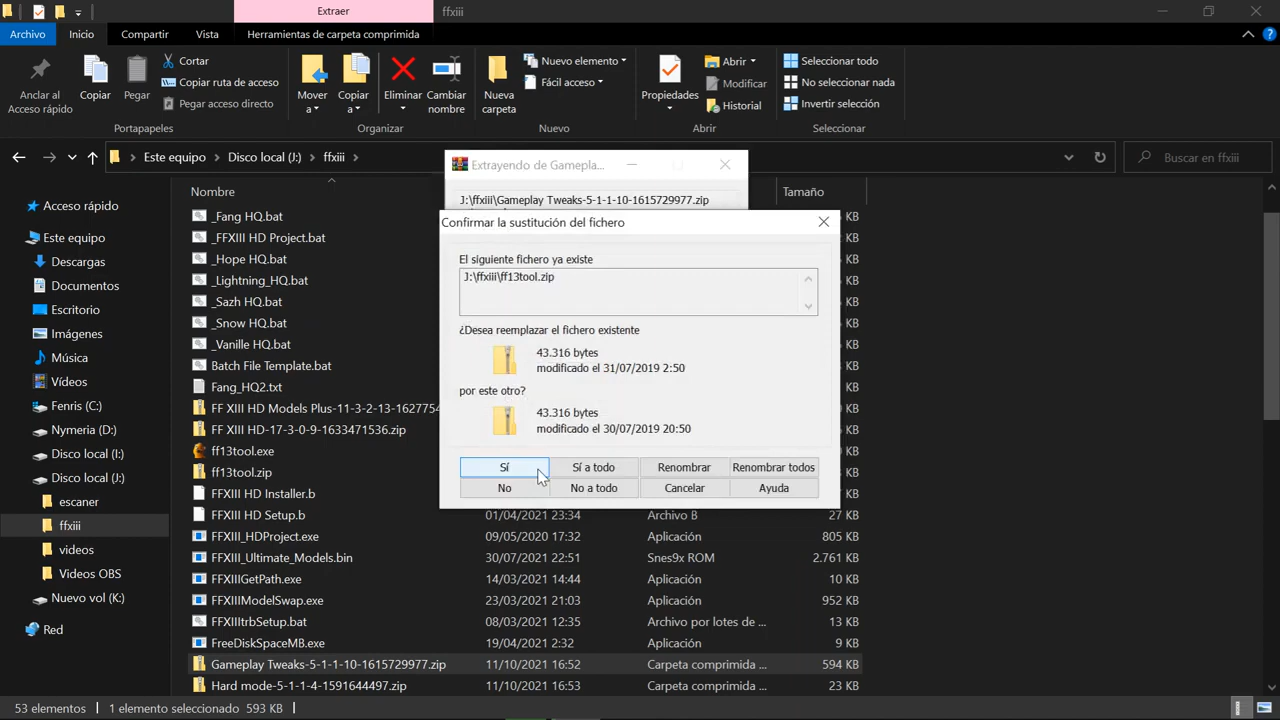 Extraer
ffxiii
Archivo
Inicio
Compartir
Vista
Herramientas de carpeta comprimida
Anclar al
Acceso rápido
Copiar
Pegar
Cortar
Copiar ruta de acceso
Pegar acceso directo
Portapapeles
Mover
a
Copiar
a
Eliminar
Cambiar
nombre
Organizar
Nueva
carpeta
Nuevo elemento
Fácil acceso
Nuevo
Propiedades
Abrir
Modificar
Historial
Abrir
Seleccionar todo
No seleccionar nada
Invertir selección
Seleccionar
Este equipo
Disco local (J:)
ffxiii
Buscar en ffxiii
Acceso rápido
Este equipo
Descargas
Documentos
Escritorio
Imágenes
Música
Vídeos
Fenris (C:)
Nymeria (D:)
Disco local (I:)
Disco local (J:)
escaner
ffxiii
videos
Videos OBS
Nuevo vol (K:)
Red
Nombre
Tamaño
_Fang HQ.bat
_FFXIII HD Project.bat
_Hope HQ.bat
_Lightning_HQ.bat
_Sazh HQ.bat
_Snow HQ.bat
_Vanille HQ.bat
Batch File Template.bat
Fang_HQ2.txt
FF XIII HD Models Plus-11-3-2-13-1627754
FF XIII HD-17-3-0-9-1633471536.zip
ff13tool.exe
ff13tool.zip
FFXIII HD Installer.b
FFXIII HD Setup.b 01/04/2021 23:34 Archivo B 27 KB
FFXIII_HDProject.exe 09/05/2020 17:32 Aplicación 805 KB
FFXIII_Ultimate_Models.bin 30/07/2021 22:51 Snes9x ROM 2.761 KB
FFXIIIGetPath.exe 14/03/2021 14:44 Aplicación 10 KB
FFXIIIModelSwap.exe 23/03/2021 21:03 Aplicación 952 KB
FFXIIItrbSetup.bat 08/03/2021 12:35 Archivo por lotes de ... 13 KB
FreeDiskSpaceMB.exe 19/04/2021 2:32 Aplicación 9 KB
Gameplay Tweaks-5-1-1-10-1615729977.zip 11/10/2021 16:52 Carpeta comprimida ... 594 KB
Hard mode-5-1-1-4-1591644497.zip 11/10/2021 16:53 Carpeta comprimida ... 23 KB
Extrayendo de Gamepla...
J:\ffxiii\Gameplay Tweaks-5-1-1-10-1615729977.zip
Confirmar la sustitución del fichero
El siguiente fichero ya existe
J:\ffxiii\ff13tool.zip
¿Desea reemplazar el fichero existente
43.316 bytes
modificado el 31/07/2019 2:50
por este otro?
43.316 bytes
modificado el 30/07/2019 20:50
Sí
Sí a todo
Renombrar
Renombrar todos
No
No a todo
Cancelar
Ayuda
53 elementos
1 elemento seleccionado 593 KB